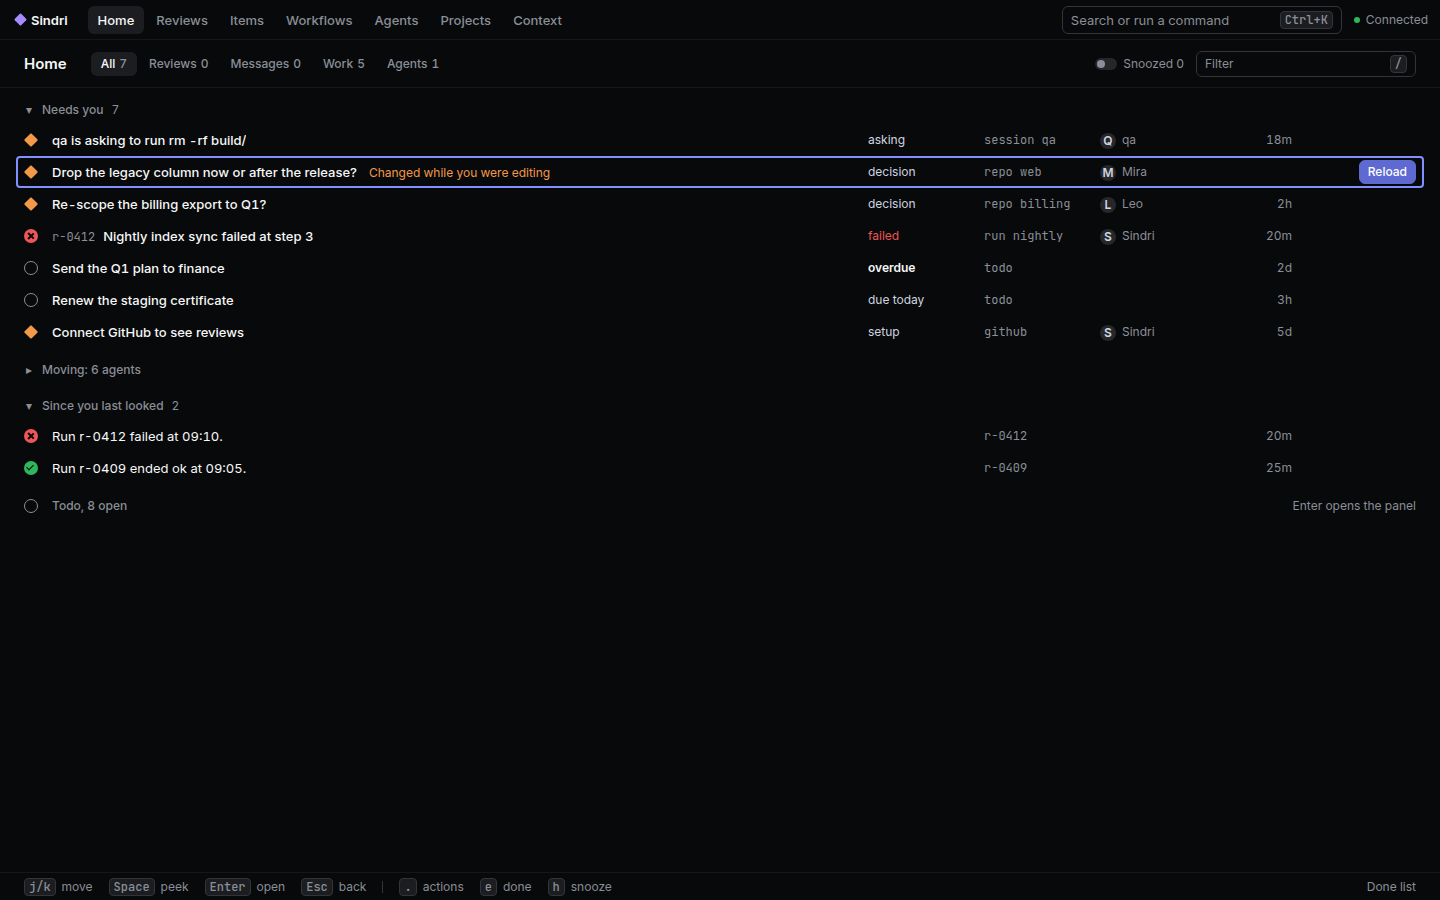 Sindri Home Reviews Items Workflows Agents Projects Context Search or run a command Ctrl+K Connected
Home All 7 Reviews 0 Messages 0 Work 5 Agents 1 Snoozed 0 Filter /
Needs you 7
qa is asking to run rm -rf build/ asking session qa Q qa 18m
Drop the legacy column now or after the release? Changed while you were editing decision repo web M Mira Reload
Re-scope the billing export to Q1? decision repo billing L Leo 2h
r-0412 Nightly index sync failed at step 3 failed run nightly S Sindri 20m
Send the Q1 plan to finance overdue todo 2d
Renew the staging certificate due today todo 3h
Connect GitHub to see reviews setup github S Sindri 5d
Moving: 6 agents
Since you last looked 2
Run r-0412 failed at 09:10. r-0412 20m
Run r-0409 ended ok at 09:05. r-0409 25m
Todo, 8 open Enter opens the panel
j/k move Space peek Enter open Esc back . actions e done h snooze Done list